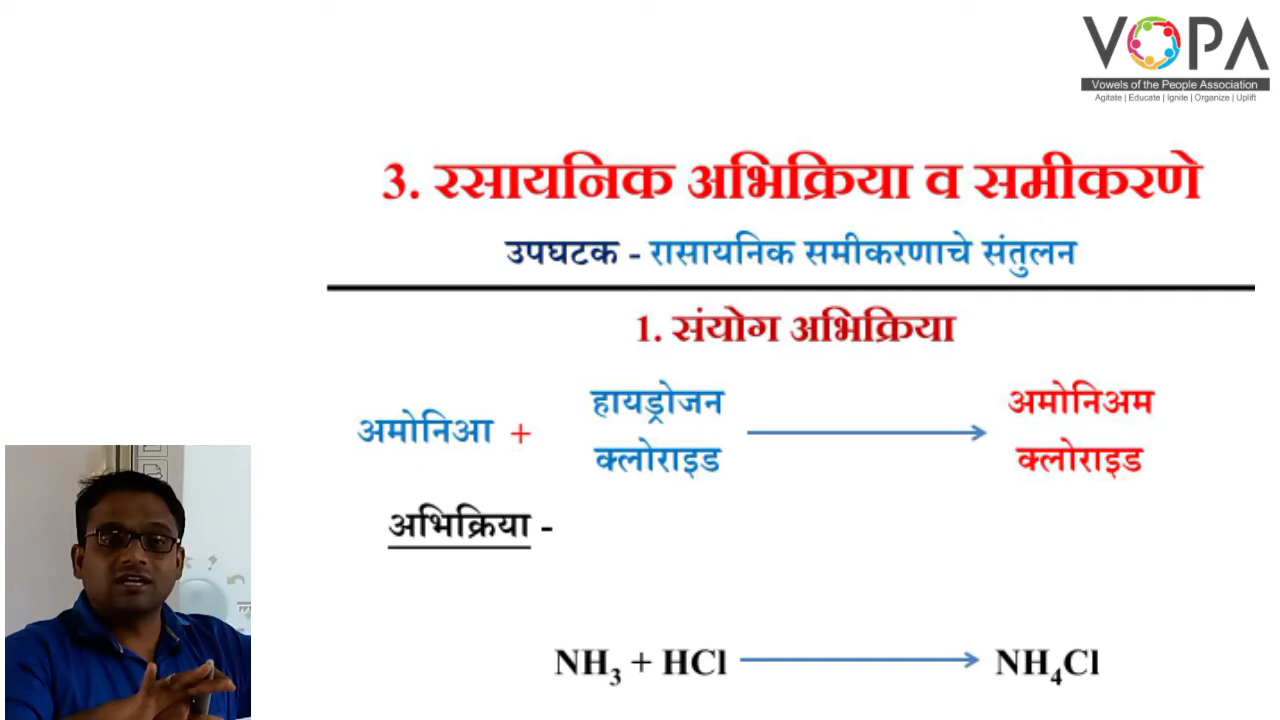 VOPA
Vowels of the People Association
Agitate | Educate | Ignite | Organize | Uplift
3. रसायनिक अभिक्रिया व समीकरणे
उपघटक - रासायनिक समीकरणाचे संतुलन
1. संयोग अभिक्रिया
अमोनिआ + हायड्रोजन क्लोराइड → अमोनिअम क्लोराइड
अभिक्रिया -
NH₃ + HCl → NH₄Cl